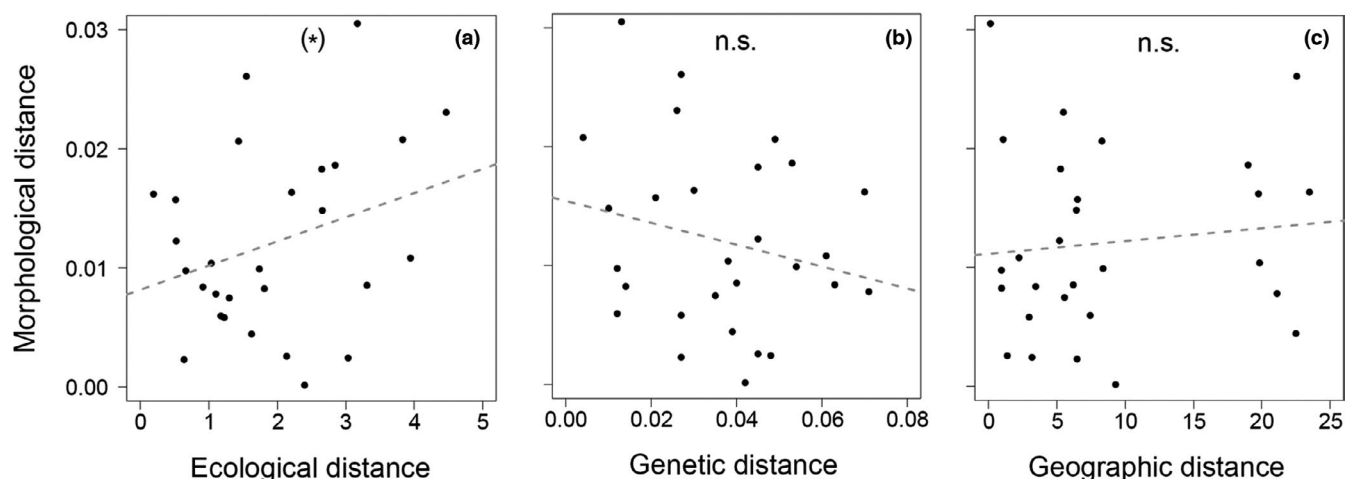 (*) (a) n.s. (b) n.s. (c)
0.03
0.02
0.01
0.00
Morphological distance
0 1 2 3 4 5
0.00 0.02 0.04 0.06 0.08
0 5 10 15 20 25
Ecological distance
Genetic distance
Geographic distance